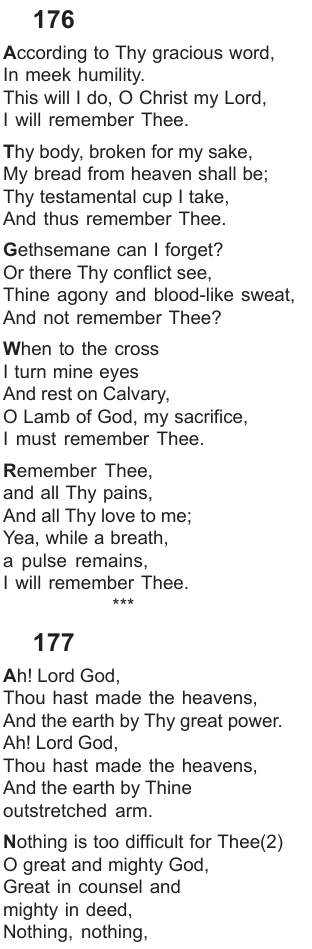 176
According to Thy gracious word,
In meek humility.
This will I do, O Christ my Lord,
I will remember Thee.
Thy body, broken for my sake,
My bread from heaven shall be;
Thy testamental cup I take,
And thus remember Thee.
Gethsemane can I forget?
Or there Thy conflict see,
Thine agony and blood-like sweat,
And not remember Thee?
When to the cross
I turn mine eyes
And rest on Calvary,
O Lamb of God, my sacrifice,
I must remember Thee.
Remember Thee,
and all Thy pains,
And all Thy love to me;
Yea, while a breath,
a pulse remains,
I will remember Thee.
***
177
Ah! Lord God,
Thou hast made the heavens,
And the earth by Thy great power.
Ah! Lord God,
Thou hast made the heavens,
And the earth by Thine
outstretched arm.
Nothing is too difficult for Thee(2)
O great and mighty God,
Great in counsel and
mighty in deed,
Nothing, nothing,